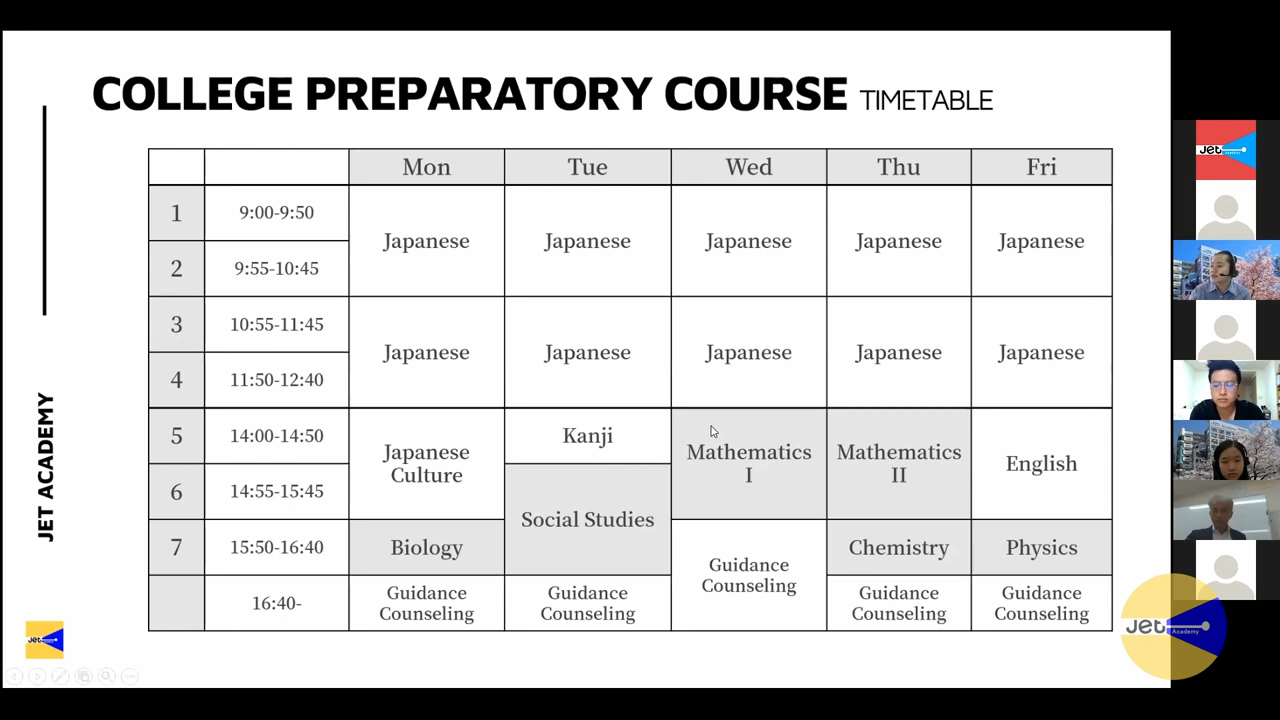 COLLEGE PREPARATORY COURSE TIMETABLE
Mon Tue Wed Thu Fri
1 9:00-9:50
Japanese Japanese Japanese Japanese Japanese
2 9:55-10:45
3 10:55-11:45
Japanese Japanese Japanese Japanese Japanese
4 11:50-12:40
5 14:00-14:50
Kanji
Japanese
Culture
Mathematics
I
Mathematics
II
English
6 14:55-15:45
Social Studies
7 15:50-16:40
Biology
Chemistry
Physics
Guidance
Counseling
16:40-
Guidance
Counseling
Guidance
Counseling
Guidance
Counseling
Guidance
Counseling
JET ACADEMY
Jet
Jet
Academy
Jet
Academy